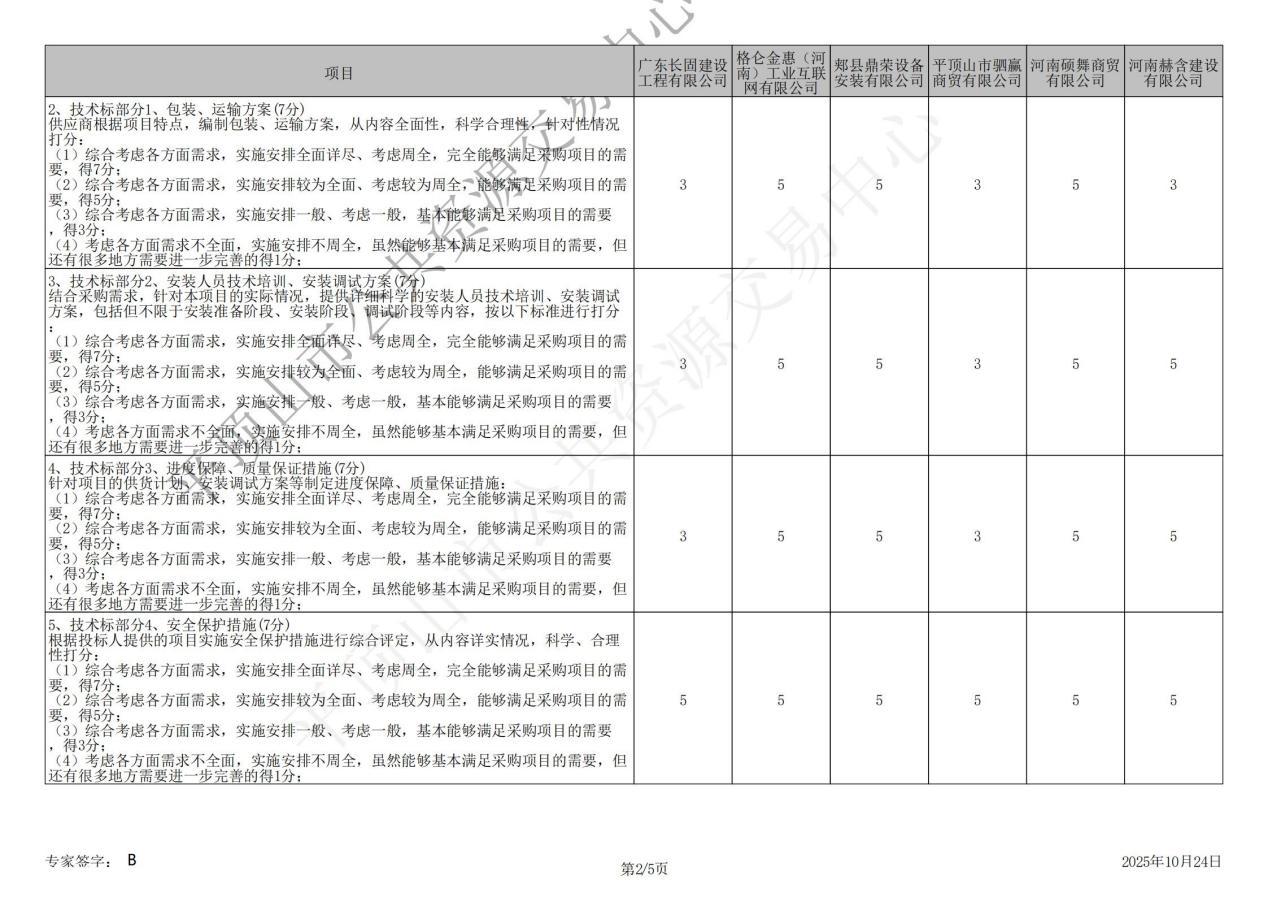 平顶山市公共资源交易中心
平顶山市公共资源交易中心
项目
广东长固建设
工程有限公司
格仑金惠（河
南）工业互联
网有限公司
郏县鼎荣设备
安装有限公司
平顶山市驷赢
商贸有限公司
河南硕舞商贸
有限公司
河南赫含建设
有限公司
2、技术标部分1、包装、运输方案(7分)
供应商根据项目特点，编制包装、运输方案，从内容全面性，科学合理性，针对性情况
打分：
（1）综合考虑各方面需求，实施安排全面详尽、考虑周全，完全能够满足采购项目的需
要，得7分；
（2）综合考虑各方面需求，实施安排较为全面、考虑较为周全，能够满足采购项目的需
要，得5分；
（3）综合考虑各方面需求，实施安排一般、考虑一般，基本能够满足采购项目的需要
，得3分；
（4）考虑各方面需求不全面，实施安排不周全，虽然能够基本满足采购项目的需要，但
还有很多地方需要进一步完善的得1分；
3 5 5 3 5 3
3、技术标部分2、安装人员技术培训、安装调试方案(7分)
结合采购需求，针对本项目的实际情况，提供详细科学的安装人员技术培训、安装调试
方案，包括但不限于安装准备阶段、安装阶段、调试阶段等内容，按以下标准进行打分
：
（1）综合考虑各方面需求，实施安排全面详尽、考虑周全，完全能够满足采购项目的需
要，得7分；
（2）综合考虑各方面需求，实施安排较为全面、考虑较为周全，能够满足采购项目的需
要，得5分；
（3）综合考虑各方面需求，实施安排一般、考虑一般，基本能够满足采购项目的需要
，得3分；
（4）考虑各方面需求不全面，实施安排不周全，虽然能够基本满足采购项目的需要，但
还有很多地方需要进一步完善的得1分；
3 5 5 3 5 5
4、技术标部分3、进度保障、质量保证措施(7分)
针对项目的供货计划、安装调试方案等制定进度保障、质量保证措施：
（1）综合考虑各方面需求，实施安排全面详尽、考虑周全，完全能够满足采购项目的需
要，得7分；
（2）综合考虑各方面需求，实施安排较为全面、考虑较为周全，能够满足采购项目的需
要，得5分；
（3）综合考虑各方面需求，实施安排一般、考虑一般，基本能够满足采购项目的需要
，得3分；
（4）考虑各方面需求不全面，实施安排不周全，虽然能够基本满足采购项目的需要，但
还有很多地方需要进一步完善的得1分；
3 5 5 3 5 5
5、技术标部分4、安全保护措施(7分)
根据投标人提供的项目实施安全保护措施进行综合评定，从内容详实情况，科学、合理
性打分：
（1）综合考虑各方面需求，实施安排全面详尽、考虑周全，完全能够满足采购项目的需
要，得7分；
（2）综合考虑各方面需求，实施安排较为全面、考虑较为周全，能够满足采购项目的需
要，得5分；
（3）综合考虑各方面需求，实施安排一般、考虑一般，基本能够满足采购项目的需要
，得3分；
（4）考虑各方面需求不全面，实施安排不周全，虽然能够基本满足采购项目的需要，但
还有很多地方需要进一步完善的得1分；
5 5 5 5 5 5
专家签字： B
第2/5页
2025年10月24日